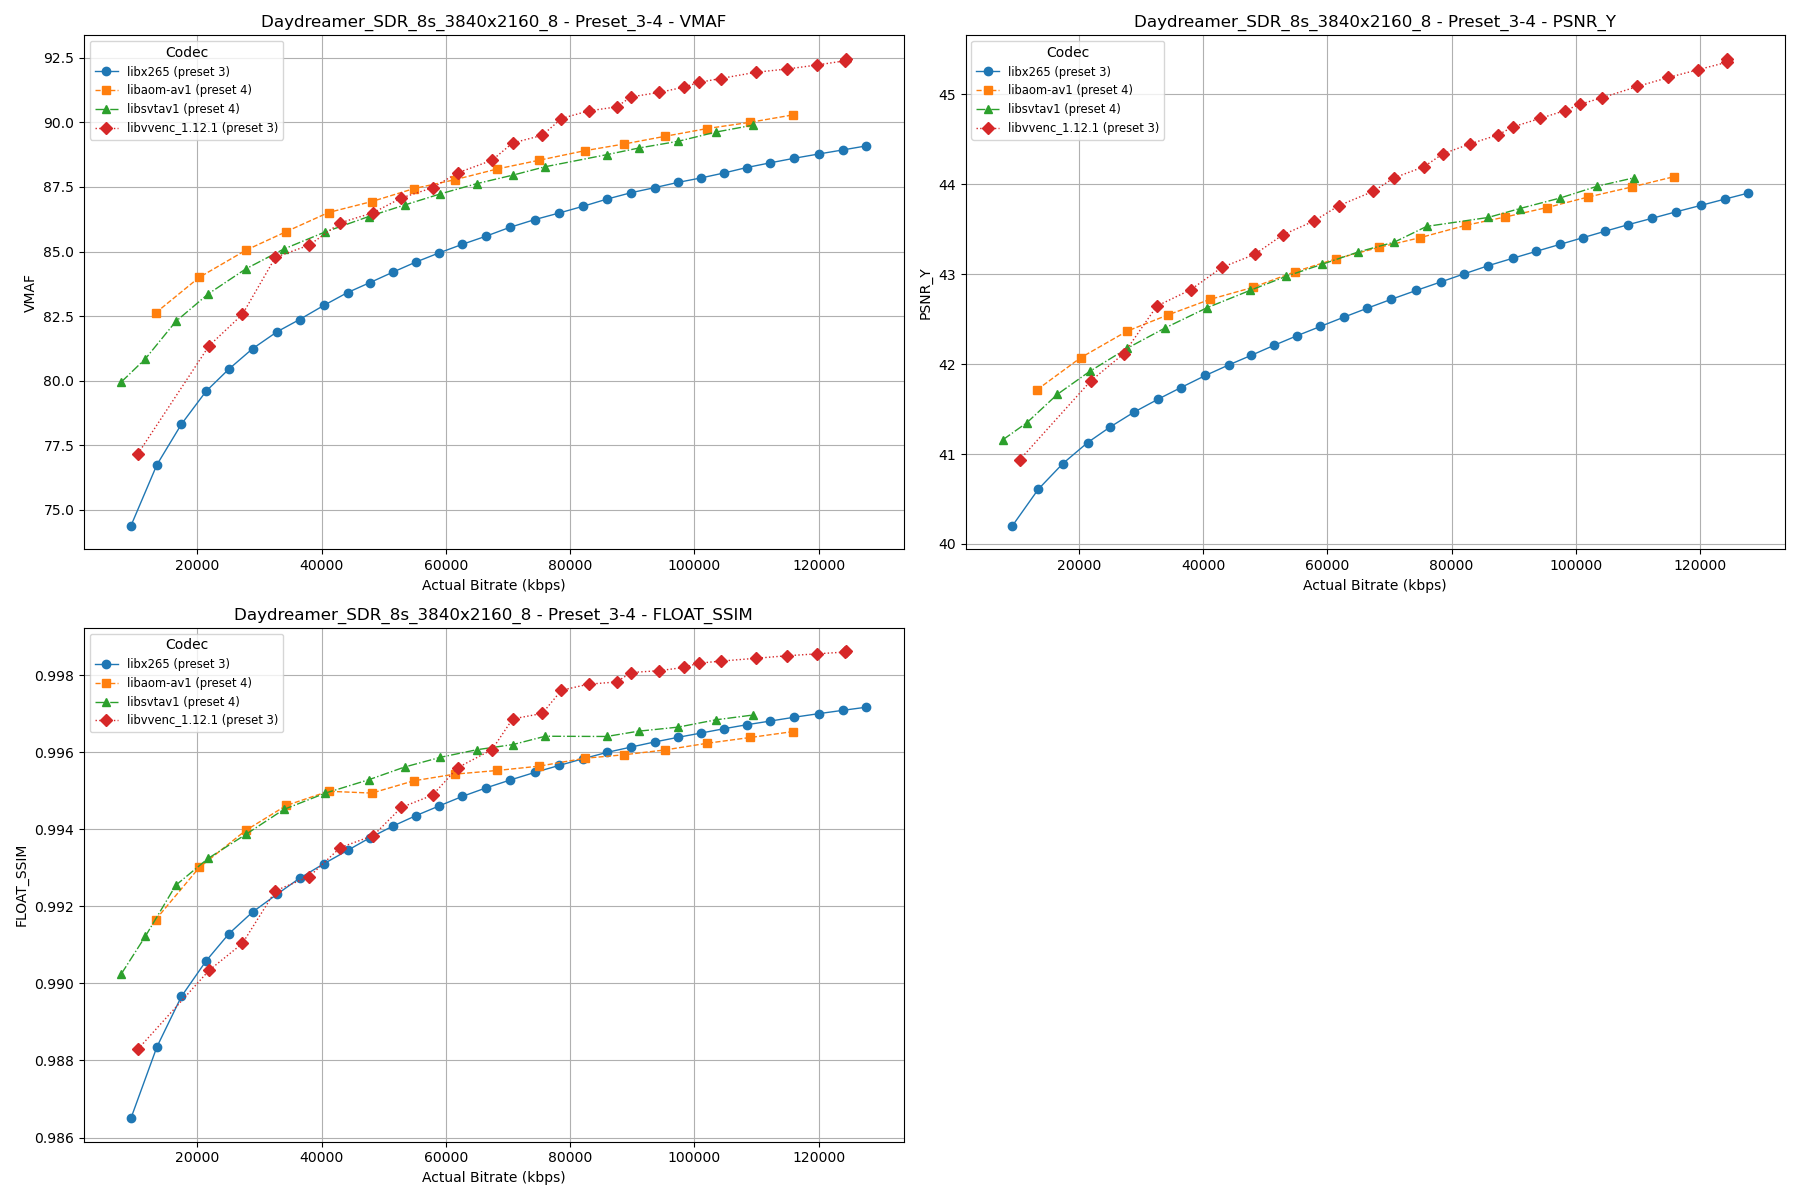 Daydreamer_SDR_8s_3840x2160_8 - Preset_3-4 - VMAF
Codec
libx265 (preset 3)
libaom-av1 (preset 4)
libsvtav1 (preset 4)
libvvenc_1.12.1 (preset 3)
92.5
90.0
87.5
85.0
82.5
80.0
77.5
75.0
VMAF
20000 40000 60000 80000 100000 120000
Actual Bitrate (kbps)
Daydreamer_SDR_8s_3840x2160_8 - Preset_3-4 - PSNR_Y
Codec
libx265 (preset 3)
libaom-av1 (preset 4)
libsvtav1 (preset 4)
libvvenc_1.12.1 (preset 3)
45
44
43
42
41
40
PSNR_Y
20000 40000 60000 80000 100000 120000
Actual Bitrate (kbps)
Daydreamer_SDR_8s_3840x2160_8 - Preset_3-4 - FLOAT_SSIM
Codec
libx265 (preset 3)
libaom-av1 (preset 4)
libsvtav1 (preset 4)
libvvenc_1.12.1 (preset 3)
0.998
0.996
0.994
0.992
0.990
0.988
0.986
FLOAT_SSIM
20000 40000 60000 80000 100000 120000
Actual Bitrate (kbps)